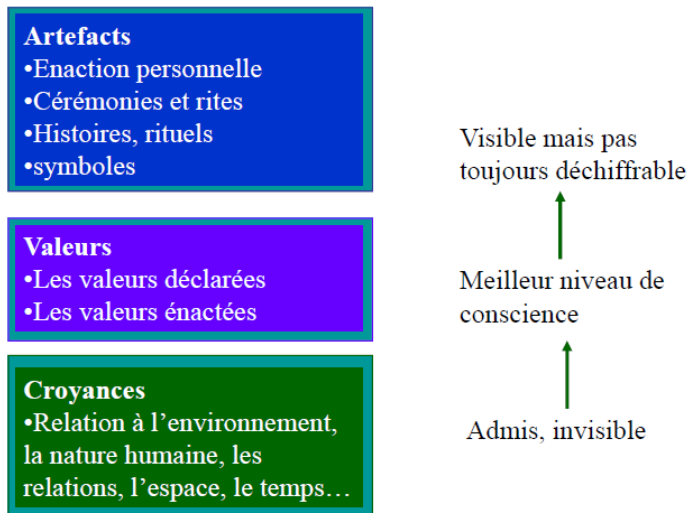 Artefacts
•Enaction personnelle
•Cérémonies et rites
•Histoires, rituels
•symboles
Visible mais pas
toujours déchiffrable
Valeurs
•Les valeurs déclarées
•Les valeurs énactées
Meilleur niveau de
conscience
Croyances
•Relation à l’environnement,
la nature humaine, les
relations, l’espace, le temps…
Admis, invisible